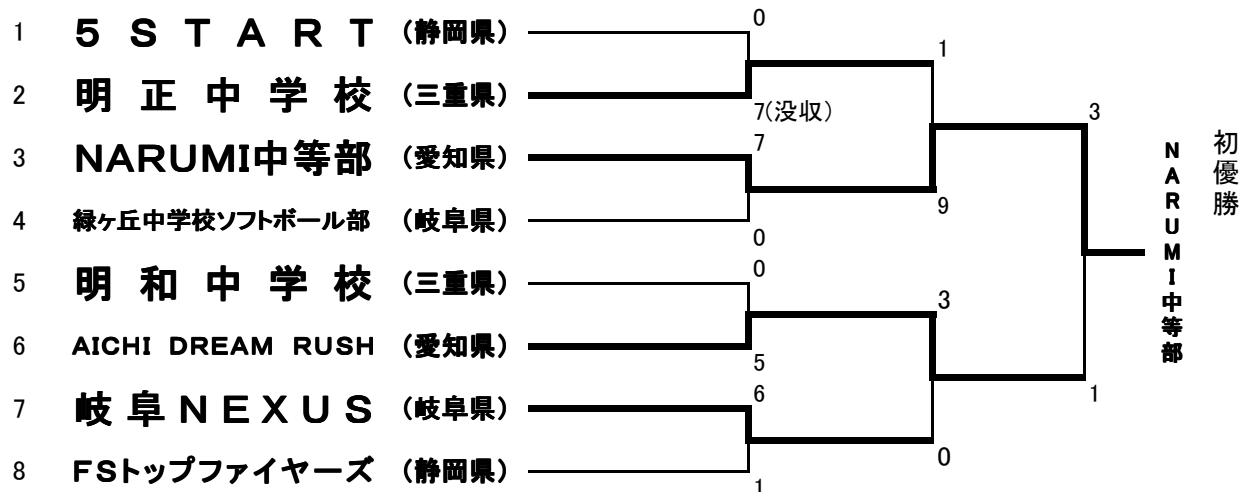 1 5 START (静岡県)
0
2 明正中学校 (三重県)
7(没収)
1
3 NARUMI中等部 (愛知県)
7
4 緑ヶ丘中学校ソフトボール部 (岐阜県)
0
9
3
5 明和中学校 (三重県)
0
6 AICHI DREAM RUSH (愛知県)
5
3
7 岐阜NEXUS (岐阜県)
6
8 FSトップファイヤーズ (静岡県)
1
0
1
NARUMI中等部
初優勝